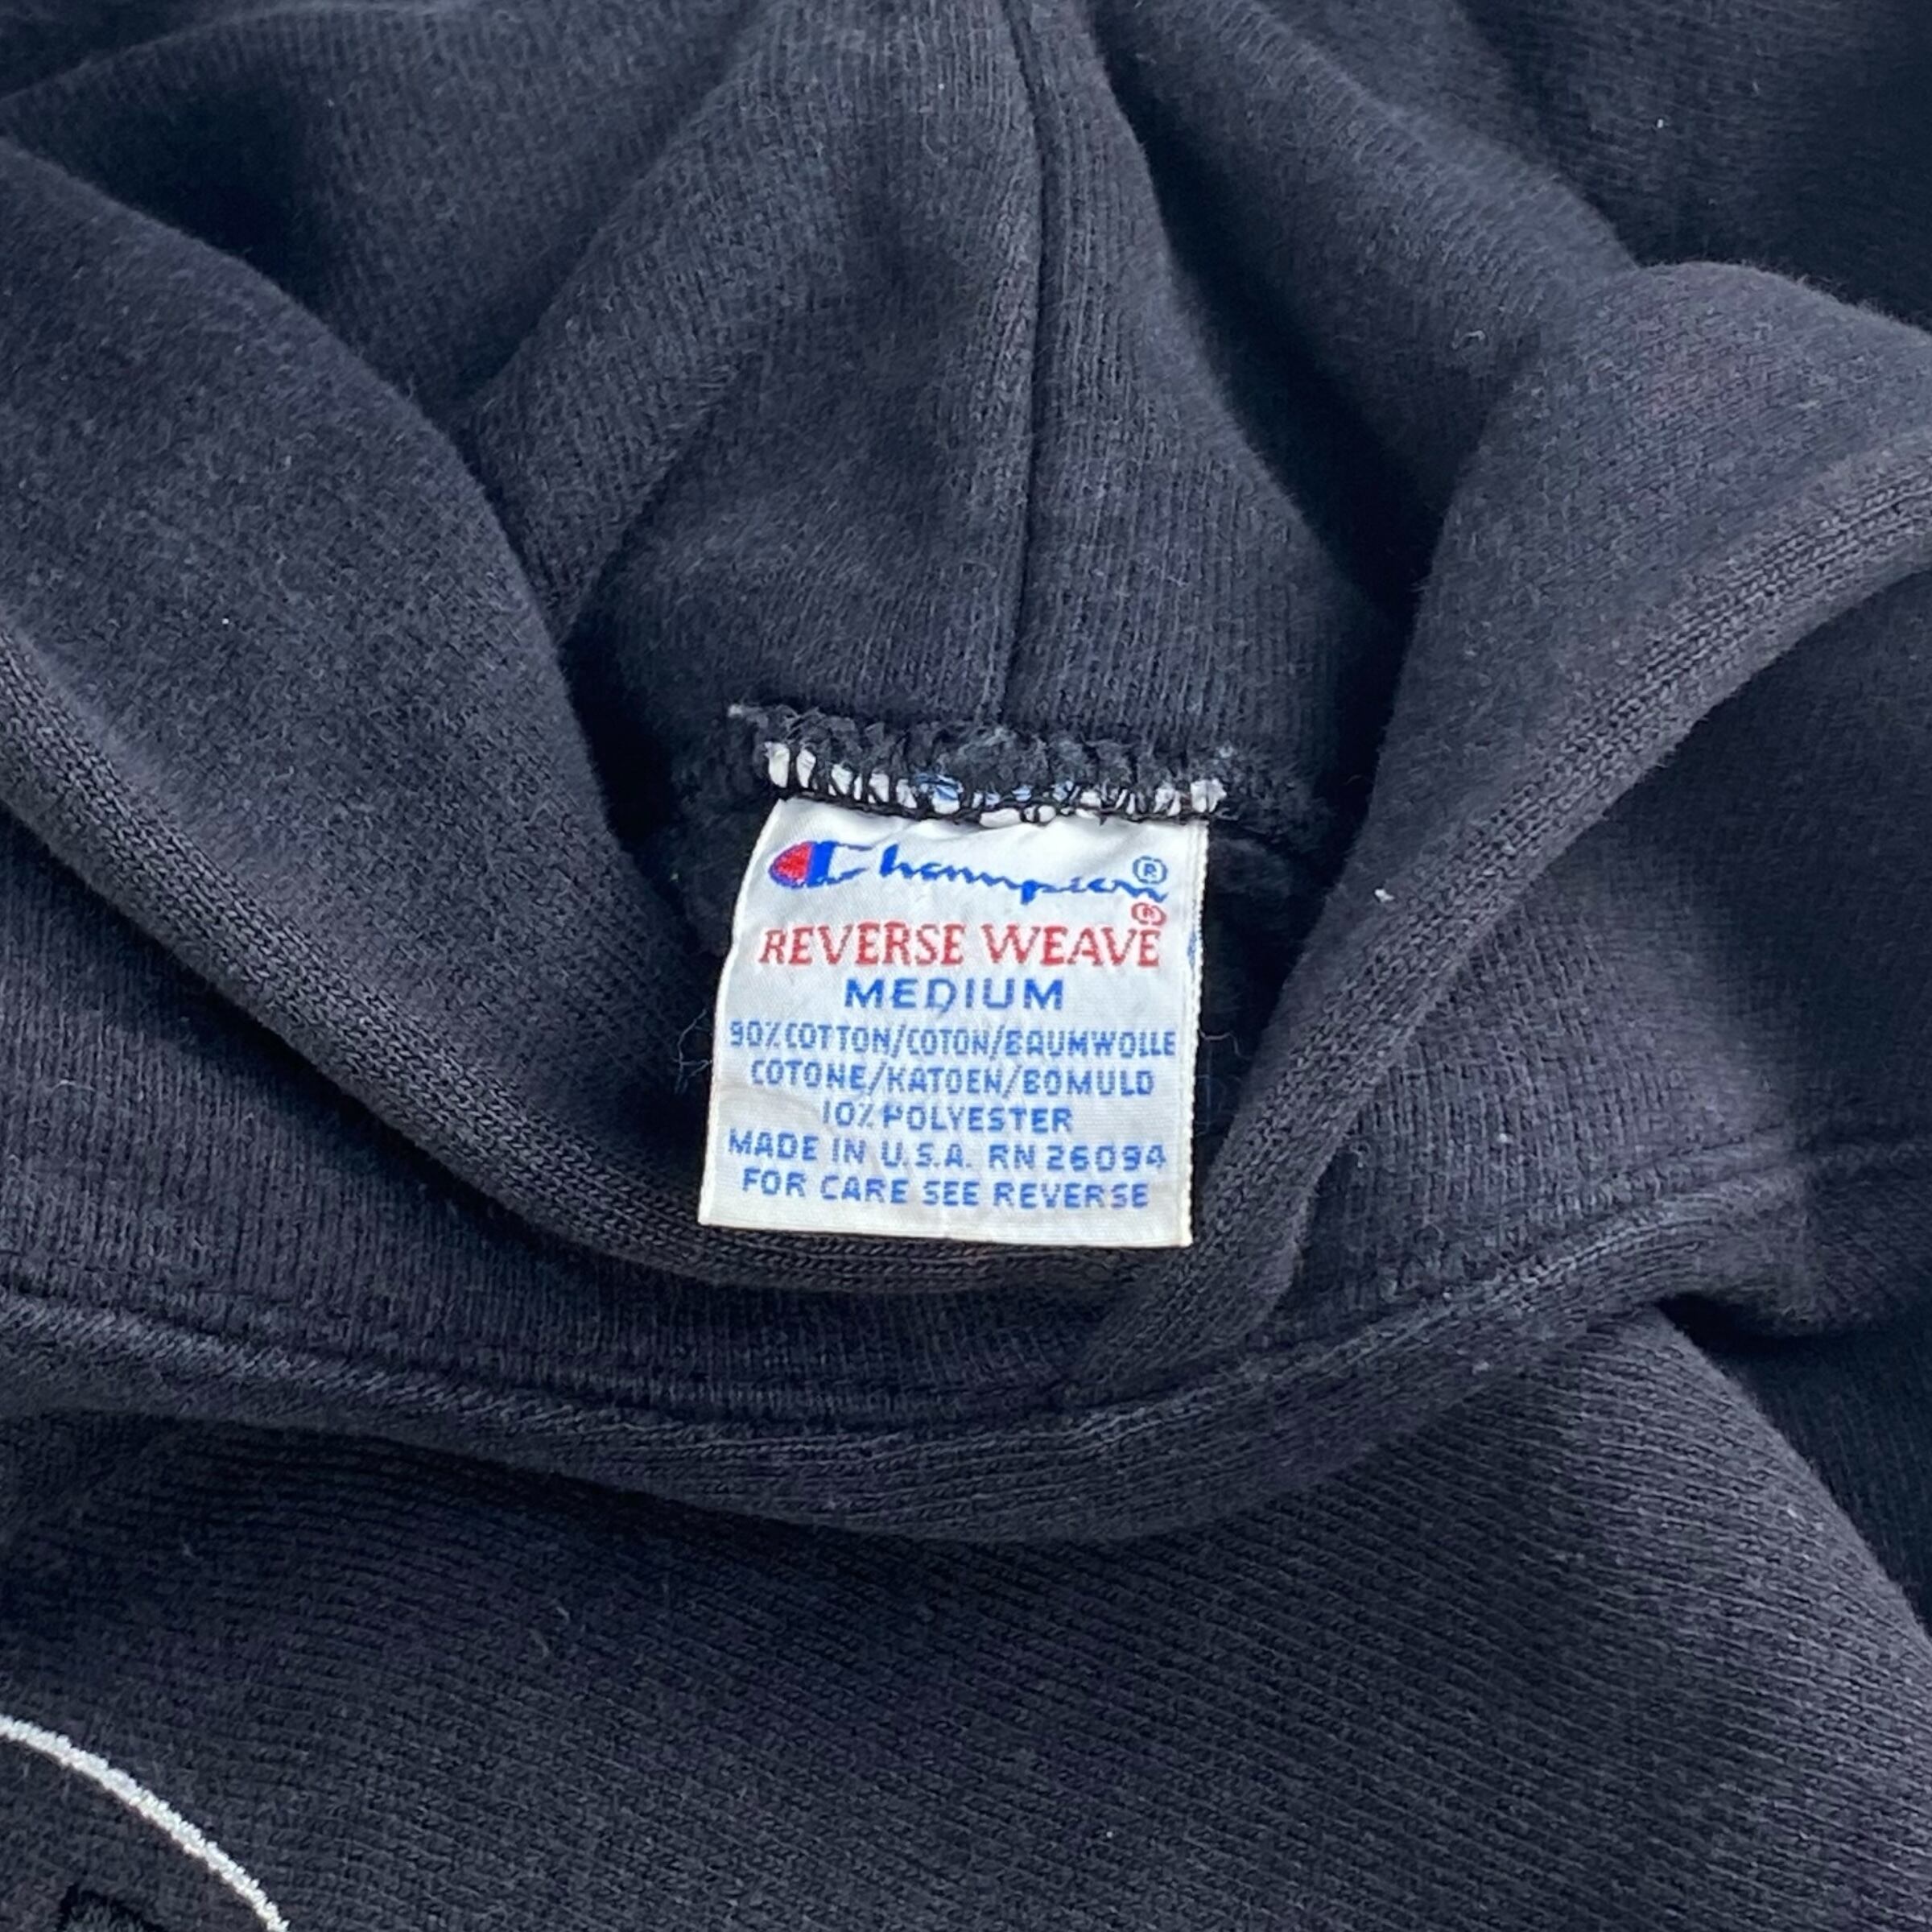 Champion®
REVERSE WEAVE®
MEDIUM
90% COTTON/COTON/BAUMWOLLE
COTONE/KATOEN/BOMULD
10% POLYESTER
MADE IN U.S.A. RN 26094
FOR CARE SEE REVERSE